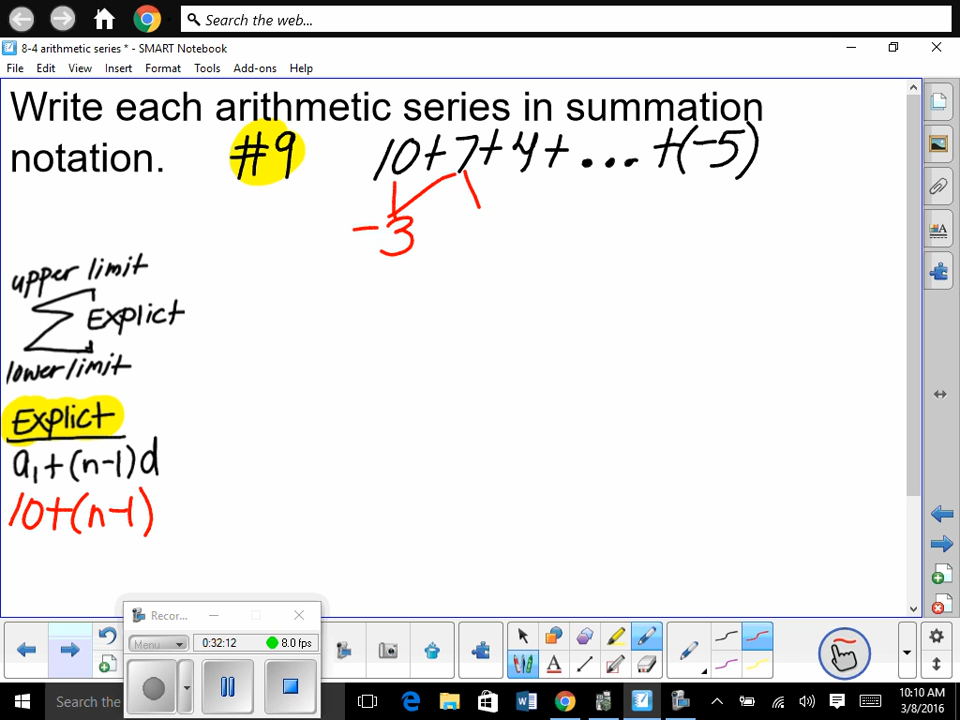 Search the web...
8-4 arithmetic series * - SMART Notebook
File Edit View Insert Format Tools Add-ons Help
Write each arithmetic series in summation
notation. #9 10+7+4+...+(-5)
-3
upper limit
Σ Explict
lower limit
Explict
a₁+(n-1)d
10+(n-1)
Recor...
Menu 0:32:12 8.0 fps
Search the
10:10 AM
3/8/2016